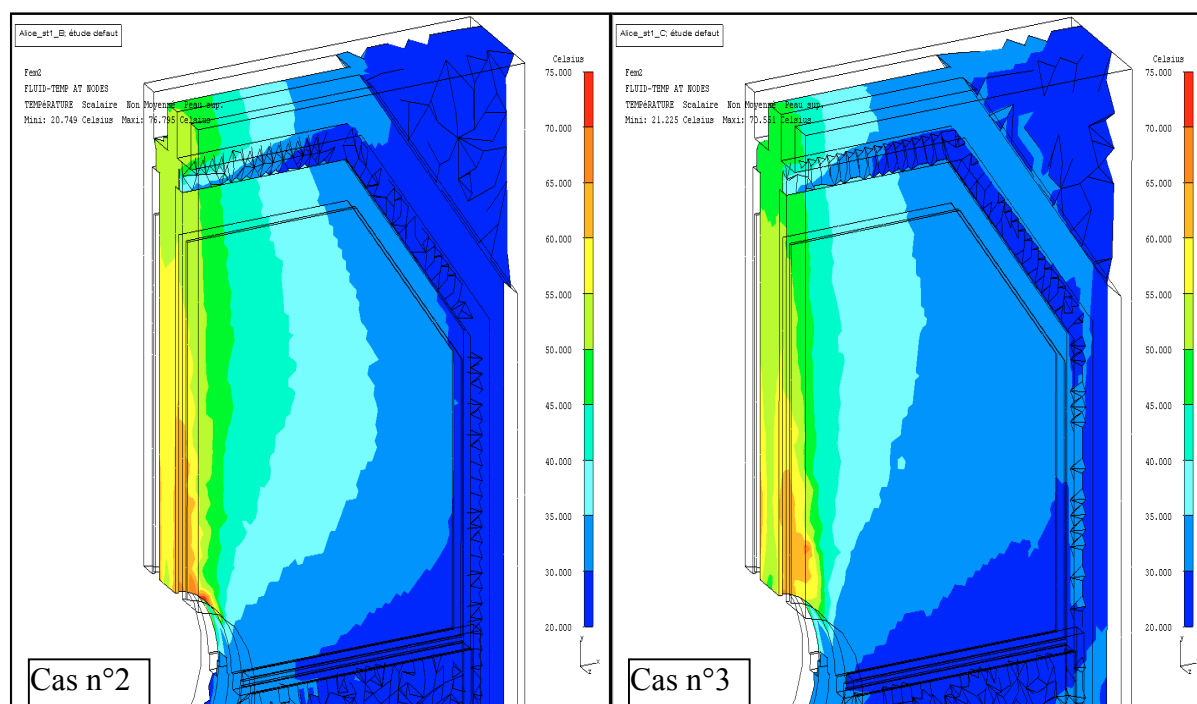 Alice_st1_B; étude defaut
Fem2
FLUID-TEMP AT NODES
TEMPéRATURE Scalaire Non Moyenne Peau sup.
Mini: 20.749 Celsius Maxi: 76.795 Celsius
Celsius
75.000
70.000
65.000
60.000
55.000
50.000
45.000
40.000
35.000
30.000
20.000
Y
X
Z
Cas n°2
Alice_st1_C; étude defaut
Fem2
FLUID-TEMP AT NODES
TEMPéRATURE Scalaire Non Moyenne Peau sup.
Mini: 21.225 Celsius Maxi: Celsius
Celsius
75.000
70.000
65.000
60.000
55.000
50.000
45.000
40.000
35.000
30.000
20.000
Y
X
Z
Cas n°3